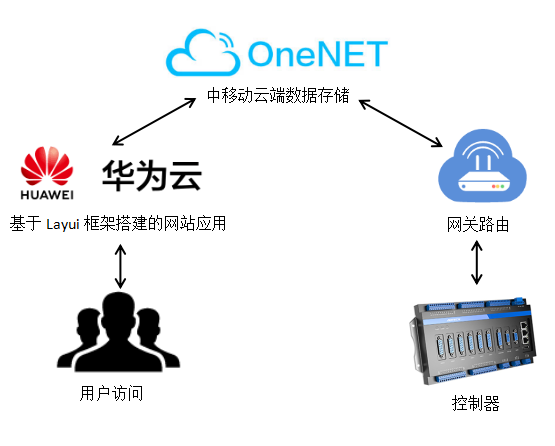 OneNET
中移动云端数据存储
HUAWEI
华为云
基于 Layui 框架搭建的网站应用
网关路由
用户访问
控制器